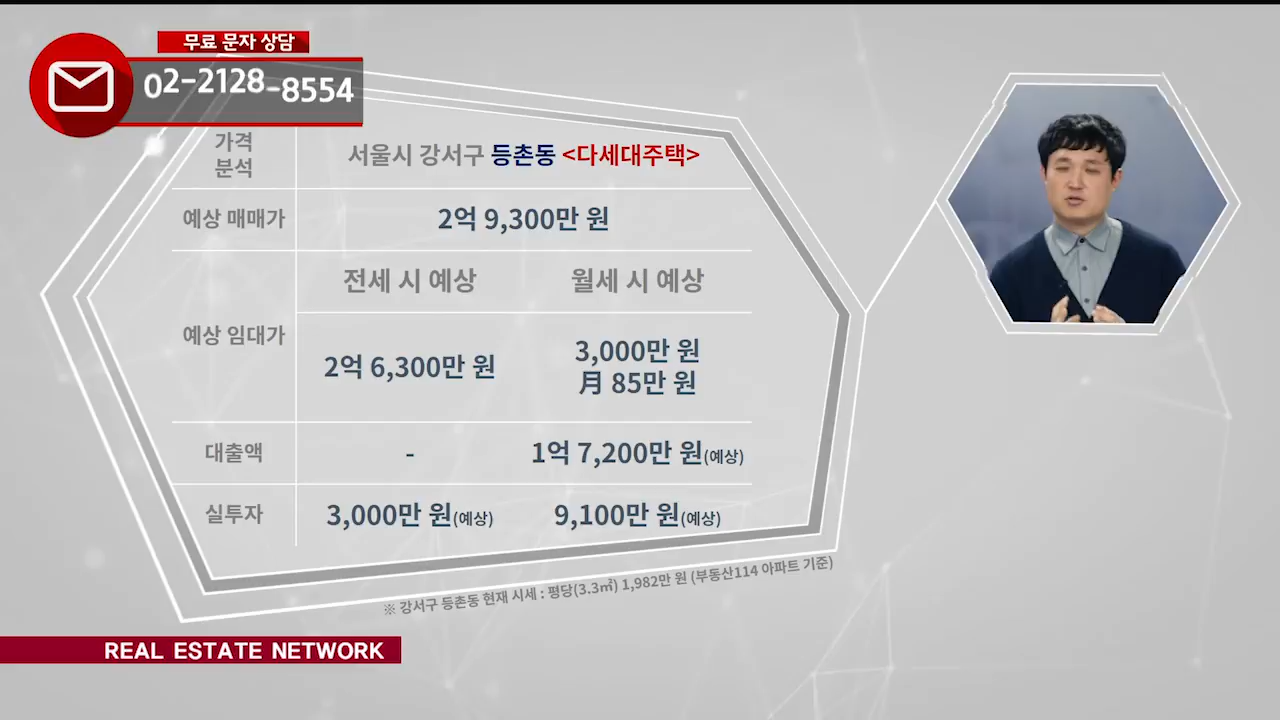 무료 문자 상담
02-2128-8554
가격
분석
서울시 강서구 등촌동 <다세대주택>
예상 매매가
2억 9,300만 원
전세 시 예상
월세 시 예상
예상 임대가
2억 6,300만 원
3,000만 원
月 85만 원
대출액
-
1억 7,200만 원(예상)
실투자
3,000만 원(예상)
9,100만 원(예상)
※ 강서구 등촌동 현재 시세 : 평당(3.3㎡) 1,982만 원 (부동산114 아파트 기준)
REAL ESTATE NETWORK